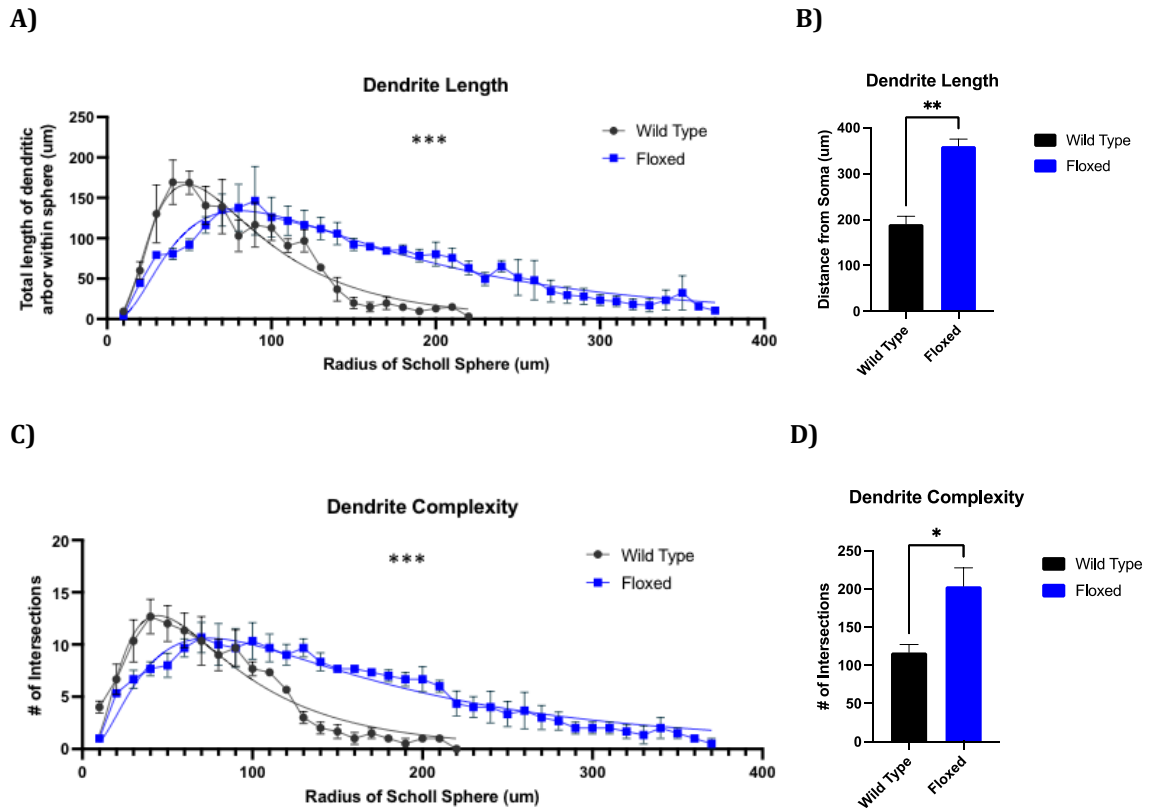 A)
Dendrite Length
Total length of dendritic
arbor within sphere (um)
250
200
150
100
50
0
***
Wild Type
Floxed
0
100
200
300
400
Radius of Scholl Sphere (um)
B)
Dendrite Length
**
Distance from Soma (um)
400
300
200
100
0
Wild Type
Floxed
Wild Type
Floxed
C)
Dendrite Complexity
# of Intersections
20
15
10
5
0
***
Wild Type
Floxed
0
100
200
300
400
Radius of Scholl Sphere (um)
D)
Dendrite Complexity
*
# of Intersections
250
200
150
100
50
0
Wild Type
Floxed
Wild Type
Floxed